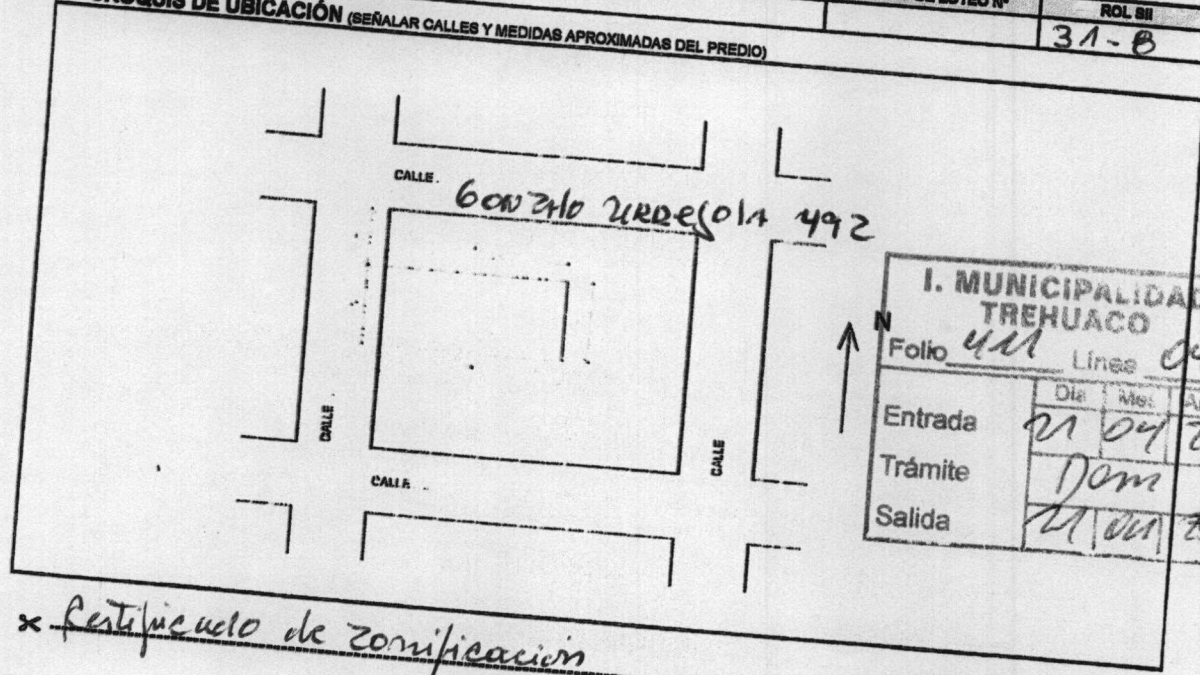 CROQUIS DE UBICACIÓN (SEÑALAR CALLES Y MEDIDAS APROXIMADAS DEL PREDIO)
N°
ROL SII
31-8
CALLE
GONZALO URREJOLA 492
CALLE
CALLE
CALLE
N
I. MUNICIPALIDAD
TREHUACO
Folio 411 Línea 04
Día Mes
Entrada 21 04
Trámite Dom
Salida 21 04
* Certificado de zonificación